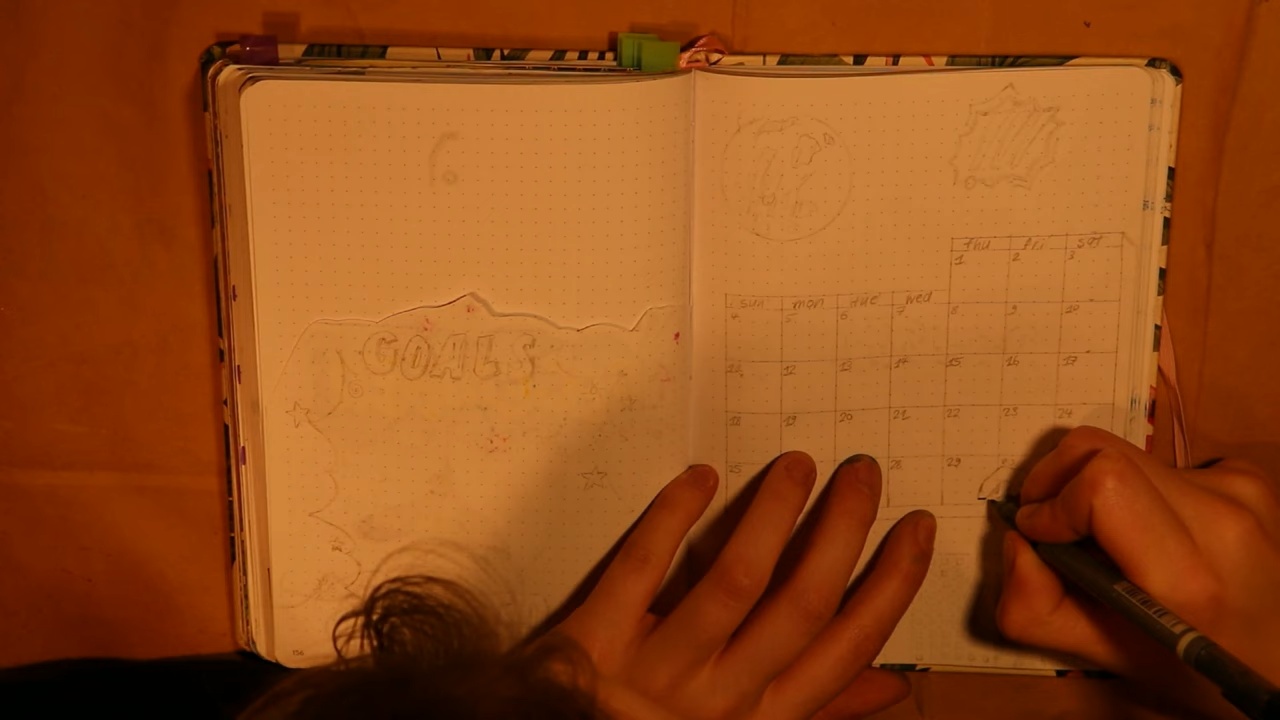 GOALS
Thu Fri Sat
1 2 3
Sun mon tue wed
4 5 6 7 8 9 10
11 12 13 14 15 16 17
18 19 20 21 22 23 24
25 28 29
156